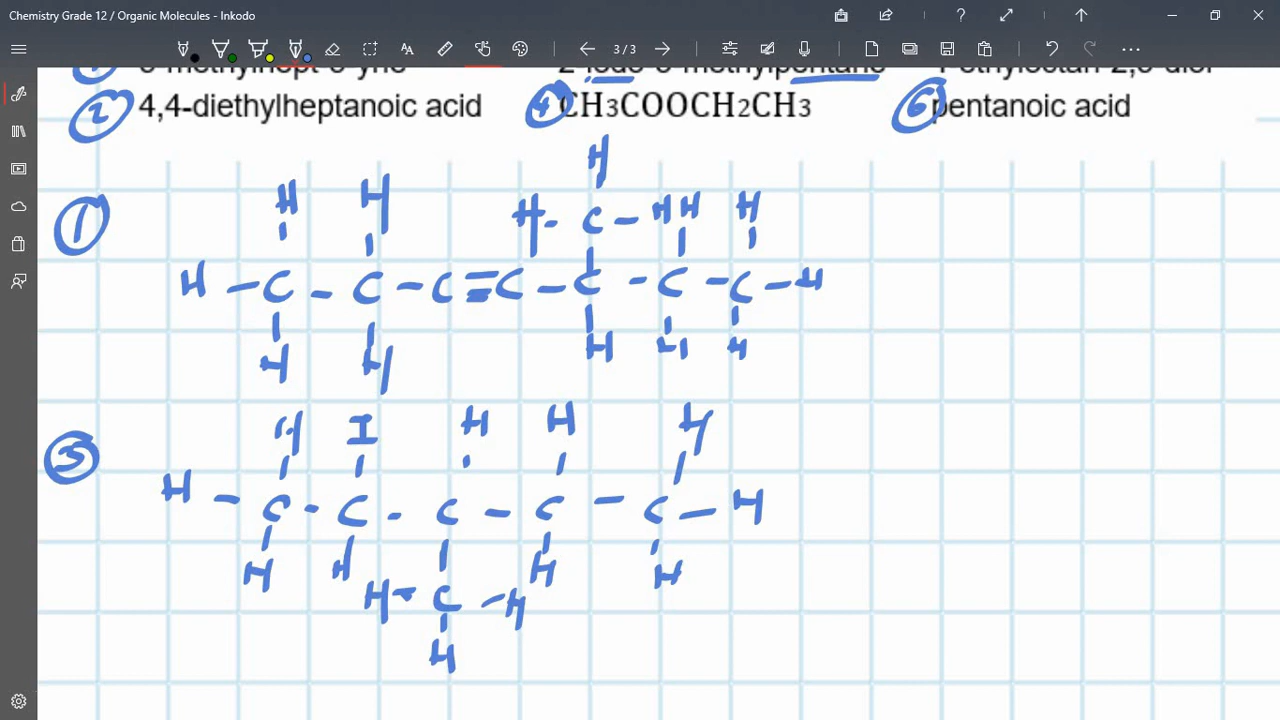 Chemistry Grade 12 / Organic Molecules - Inkodo
3 / 3
2 4,4-diethylheptanoic acid 4 CH3COOCH2CH3 6 pentanoic acid
1
H H H
H - C - H H H
H - C - C - C ≡ C - C - C - C - H
H H H H H
3
H I H H H
H - C - C - C - C - C - H
H H H H
H - C - H
H